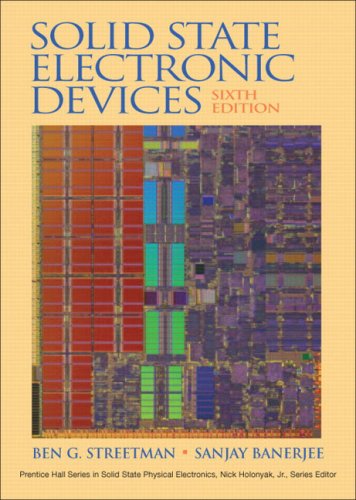 SOLID STATE
ELECTRONIC
DEVICES SIXTH
EDITION
BEN G. STREETMAN ▪ SANJAY BANERJEE
Prentice Hall Series in Solid State Physical Electronics, Nick Holonyak, Jr., Series Editor